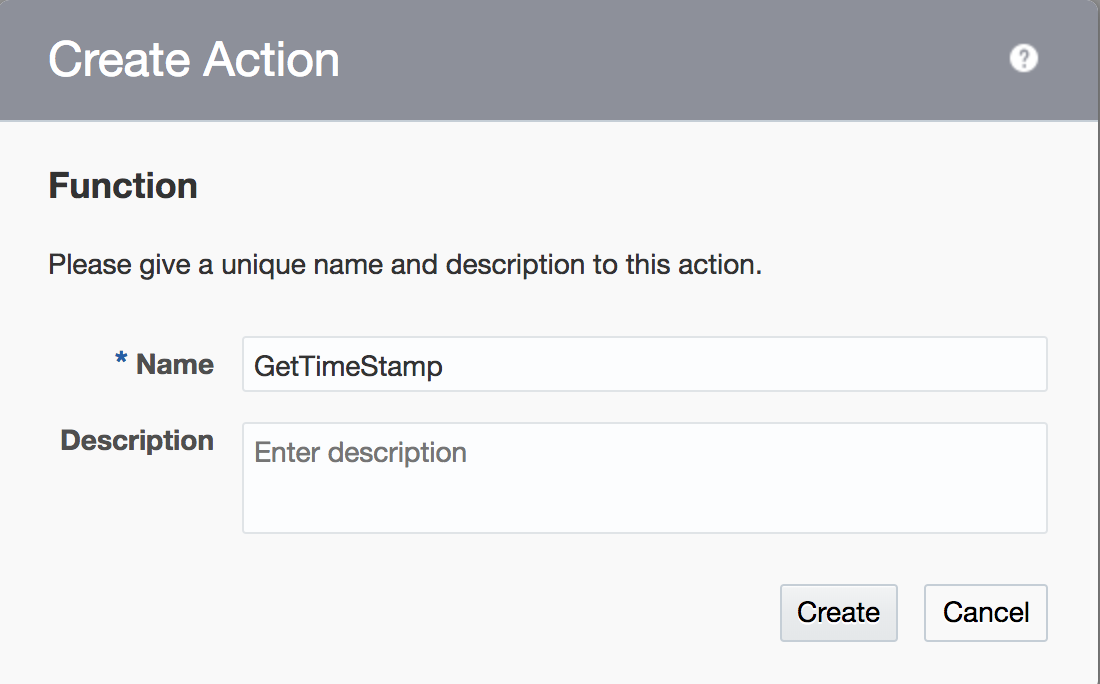 Create Action
?
Function
Please give a unique name and description to this action.
* Name
GetTimeStamp
Description
Enter description
Create
Cancel